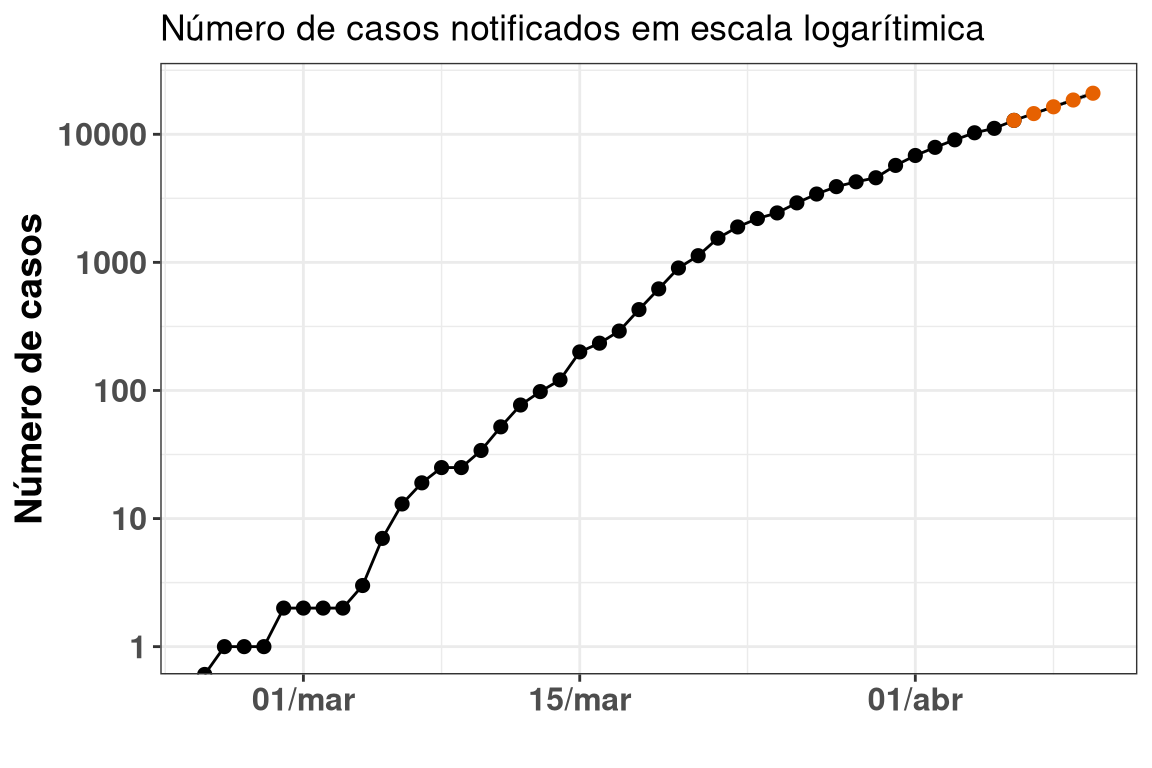 Número de casos notificados em escala logarítimica
Número de casos
10000
1000
100
10
1
01/mar
15/mar
01/abr